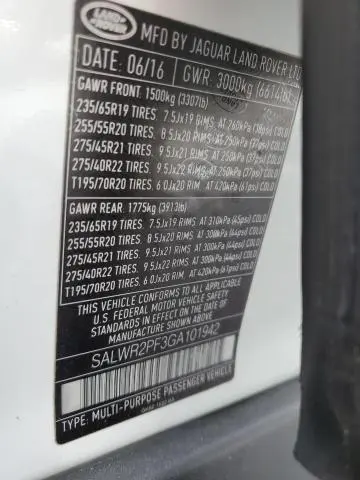 LAND ROVER
MFD BY JAGUAR LAND ROVER LTD
DATE: 06/16 GWR: 3000kg (6614lb)
GAWR FRONT: 1500kg (3307lb)
235/65R19 TIRES 7.5Jx19 RIMS AT 260kPa (38psi) COLD
255/55R20 TIRES 8.5Jx20 RIMS AT 250kPa (37psi) COLD
275/45R21 TIRES 9.5Jx21 RIMS AT 250kPa (37psi) COLD
275/40R22 TIRES 9.5Jx22 RIMS AT 250kPa (37psi) COLD
T195/70R20 TIRES 6.0Jx20 RIM AT 420kPa (61psi) COLD
GAWR REAR: 1775kg (3913lb)
235/65R19 TIRES 7.5Jx19 RIMS AT 310kPa (45psi) COLD
255/55R20 TIRES 8.5Jx20 RIMS AT 300kPa (44psi) COLD
275/45R21 TIRES 9.5Jx21 RIMS AT 300kPa (44psi) COLD
275/40R22 TIRES 9.5Jx22 RIMS AT 300kPa (44psi) COLD
T195/70R20 TIRES 6.0Jx20 RIM AT 420kPa (61psi) COLD
THIS VEHICLE CONFORMS TO ALL APPLICABLE
U.S. FEDERAL MOTOR VEHICLE SAFETY
STANDARDS IN EFFECT ON THE DATE OF
MANUFACTURE SHOWN ABOVE
SALWR2PF3GA101942
TYPE: MULTI-PURPOSE PASSENGER VEHICLE